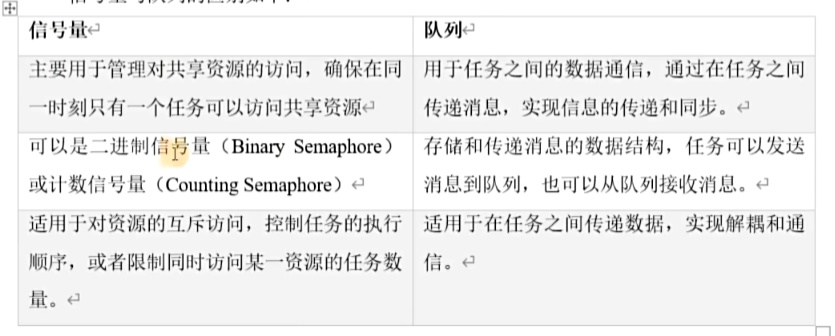 信号量
队列
主要用于管理对共享资源的访问，确保在同
一时刻只有一个任务可以访问共享资源
用于任务之间的数据通信，通过在任务之间
传递消息，实现信息的传递和同步。
可以是二进制信号量（Binary Semaphore）
或计数信号量（Counting Semaphore）
存储和传递消息的数据结构，任务可以发送
消息到队列，也可以从队列接收消息。
适用于对资源的互斥访问，控制任务的执行
顺序，或者限制同时访问某一资源的任务数
量。
适用于在任务之间传递数据，实现解耦和通
信。